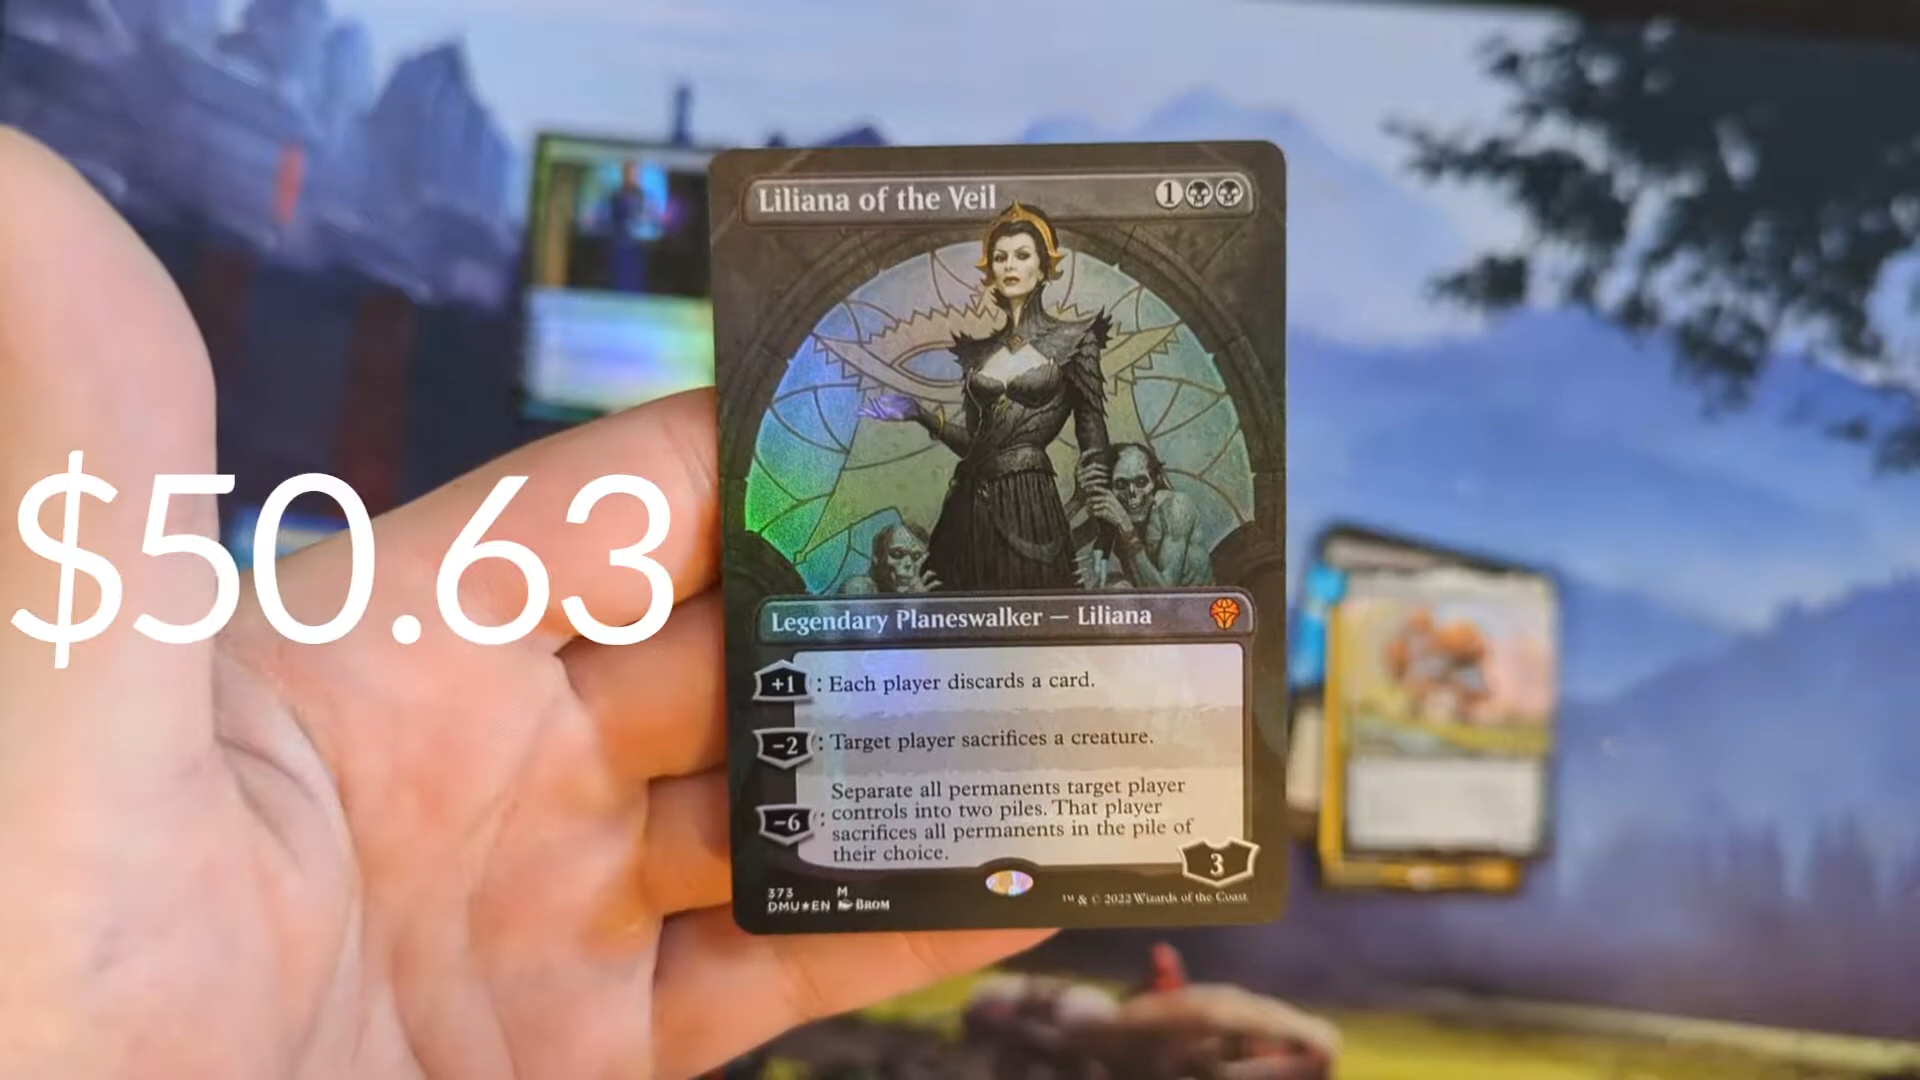 Liliana of the Veil 1
$50.63
Legendary Planeswalker — Liliana
+1 : Each player discards a card.
-2 : Target player sacrifices a creature.
Separate all permanents target player
-6 : controls into two piles. That player
sacrifices all permanents in the pile of
their choice.
3
373 M
DMU★EN BROM
™ & © 2022 Wizards of the Coast